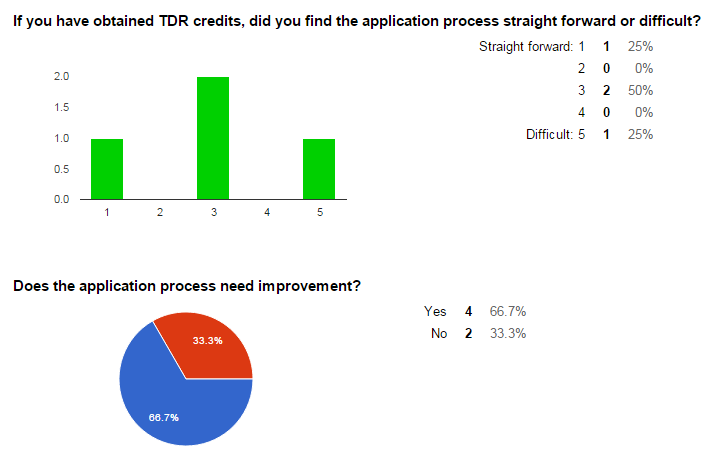 If you have obtained TDR credits, did you find the application process straight forward or difficult?
Straight forward: 1 1 25%
2 0 0%
3 2 50%
4 0 0%
Difficult: 5 1 25%
2.0
1.5
1.0
0.5
0.0
1 2 3 4 5
Does the application process need improvement?
Yes 4 66.7%
No 2 33.3%
33.3%
66.7%